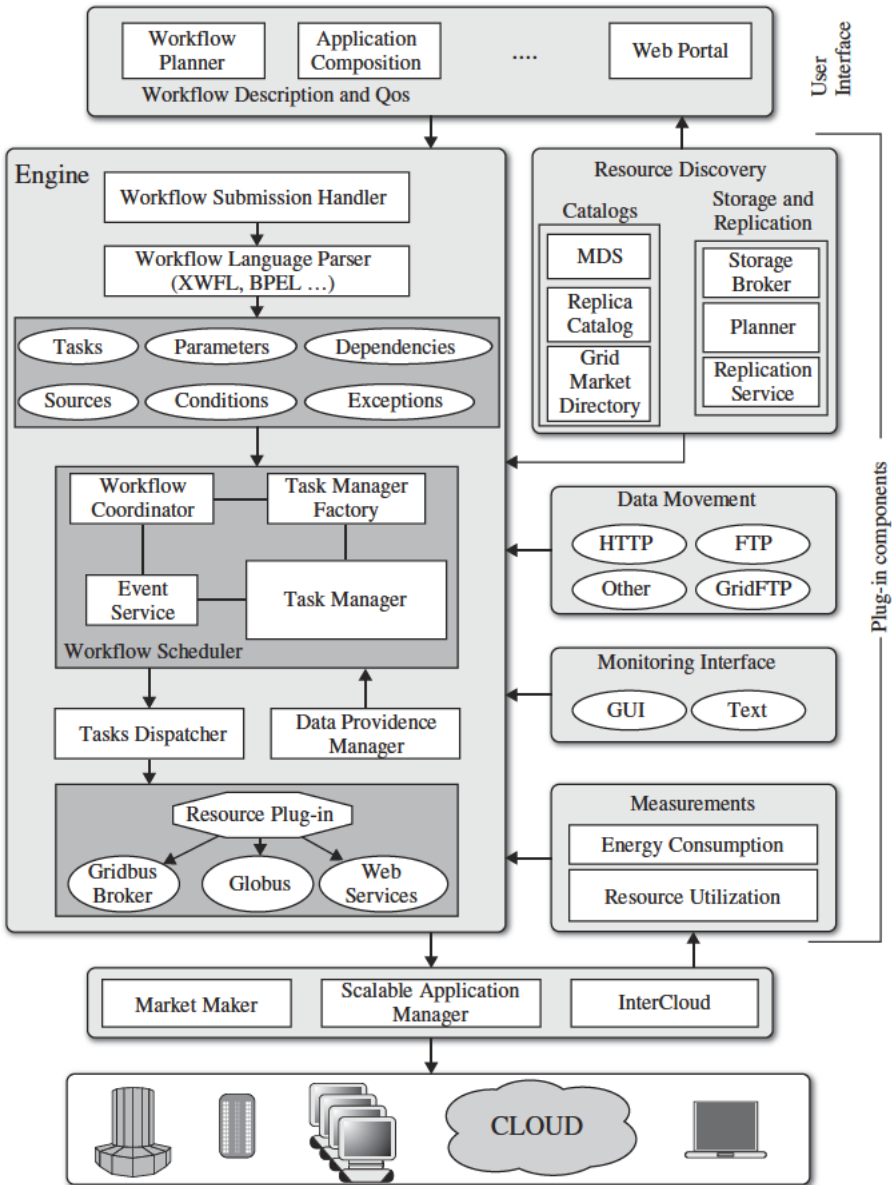 Workflow
Planner
Application
Composition
....
Web Portal
Workflow Description and Qos
User
Interface
Engine
Workflow Submission Handler
Workflow Language Parser
(XWFL, BPEL …)
Tasks
Parameters
Dependencies
Sources
Conditions
Exceptions
Workflow
Coordinator
Task Manager
Factory
Event
Service
Task Manager
Workflow Scheduler
Tasks Dispatcher
Data Providence
Manager
Resource Plug-in
Gridbus
Broker
Globus
Web
Services
Resource Discovery
Catalogs
MDS
Replica
Catalog
Grid
Market
Directory
Storage and
Replication
Storage
Broker
Planner
Replication
Service
Data Movement
HTTP
FTP
Other
GridFTP
Monitoring Interface
GUI
Text
Measurements
Energy Consumption
Resource Utilization
Plug-in components
Market Maker
Scalable Application
Manager
InterCloud
CLOUD